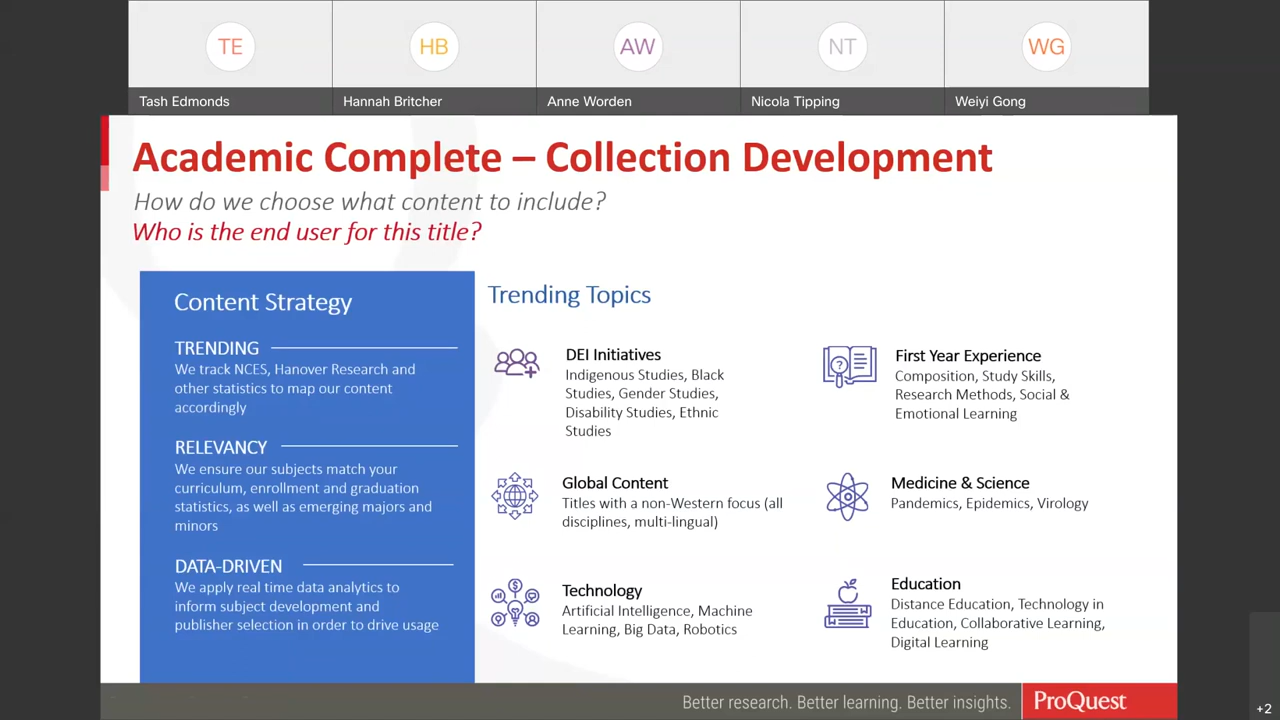 TE
HB
AW
NT
WG
Tash Edmonds
Hannah Britcher
Anne Worden
Nicola Tipping
Weiyi Gong
Academic Complete – Collection Development
How do we choose what content to include?
Who is the end user for this title?
Content Strategy
TRENDING
We track NCES, Hanover Research and
other statistics to map our content
accordingly
RELEVANCY
We ensure our subjects match your
curriculum, enrollment and graduation
statistics, as well as emerging majors and
minors
DATA-DRIVEN
We apply real time data analytics to
inform subject development and
publisher selection in order to drive usage
Trending Topics
DEI Initiatives
Indigenous Studies, Black
Studies, Gender Studies,
Disability Studies, Ethnic
Studies
First Year Experience
Composition, Study Skills,
Research Methods, Social &
Emotional Learning
Global Content
Titles with a non-Western focus (all
disciplines, multi-lingual)
Medicine & Science
Pandemics, Epidemics, Virology
Technology
Artificial Intelligence, Machine
Learning, Big Data, Robotics
Education
Distance Education, Technology in
Education, Collaborative Learning,
Digital Learning
Better research. Better learning. Better insights.
ProQuest
+2